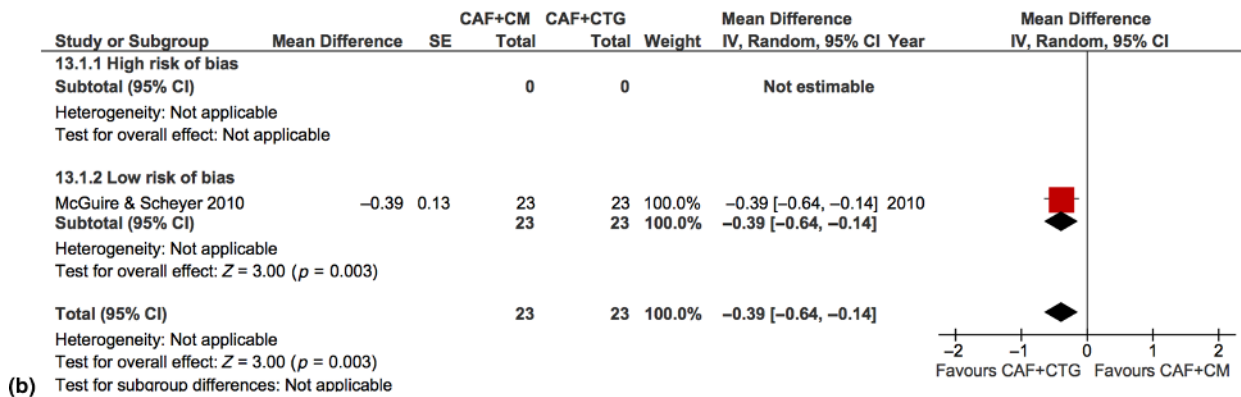 CAF+CM CAF+CTG Mean Difference Mean Difference
Study or Subgroup Mean Difference SE Total Total Weight IV, Random, 95% CI Year IV, Random, 95% CI
13.1.1 High risk of bias
Subtotal (95% CI) 0 0 Not estimable
Heterogeneity: Not applicable
Test for overall effect: Not applicable
13.1.2 Low risk of bias
McGuire & Scheyer 2010 −0.39 0.13 23 23 100.0% −0.39 [−0.64, −0.14] 2010
Subtotal (95% CI) 23 23 100.0% −0.39 [−0.64, −0.14]
Heterogeneity: Not applicable
Test for overall effect: Z = 3.00 (p = 0.003)
Total (95% CI) 23 23 100.0% −0.39 [−0.64, −0.14]
Heterogeneity: Not applicable
Test for overall effect: Z = 3.00 (p = 0.003)
Test for subgroup differences: Not applicable
−2 −1 0 1 2
Favours CAF+CTG Favours CAF+CM
(b)